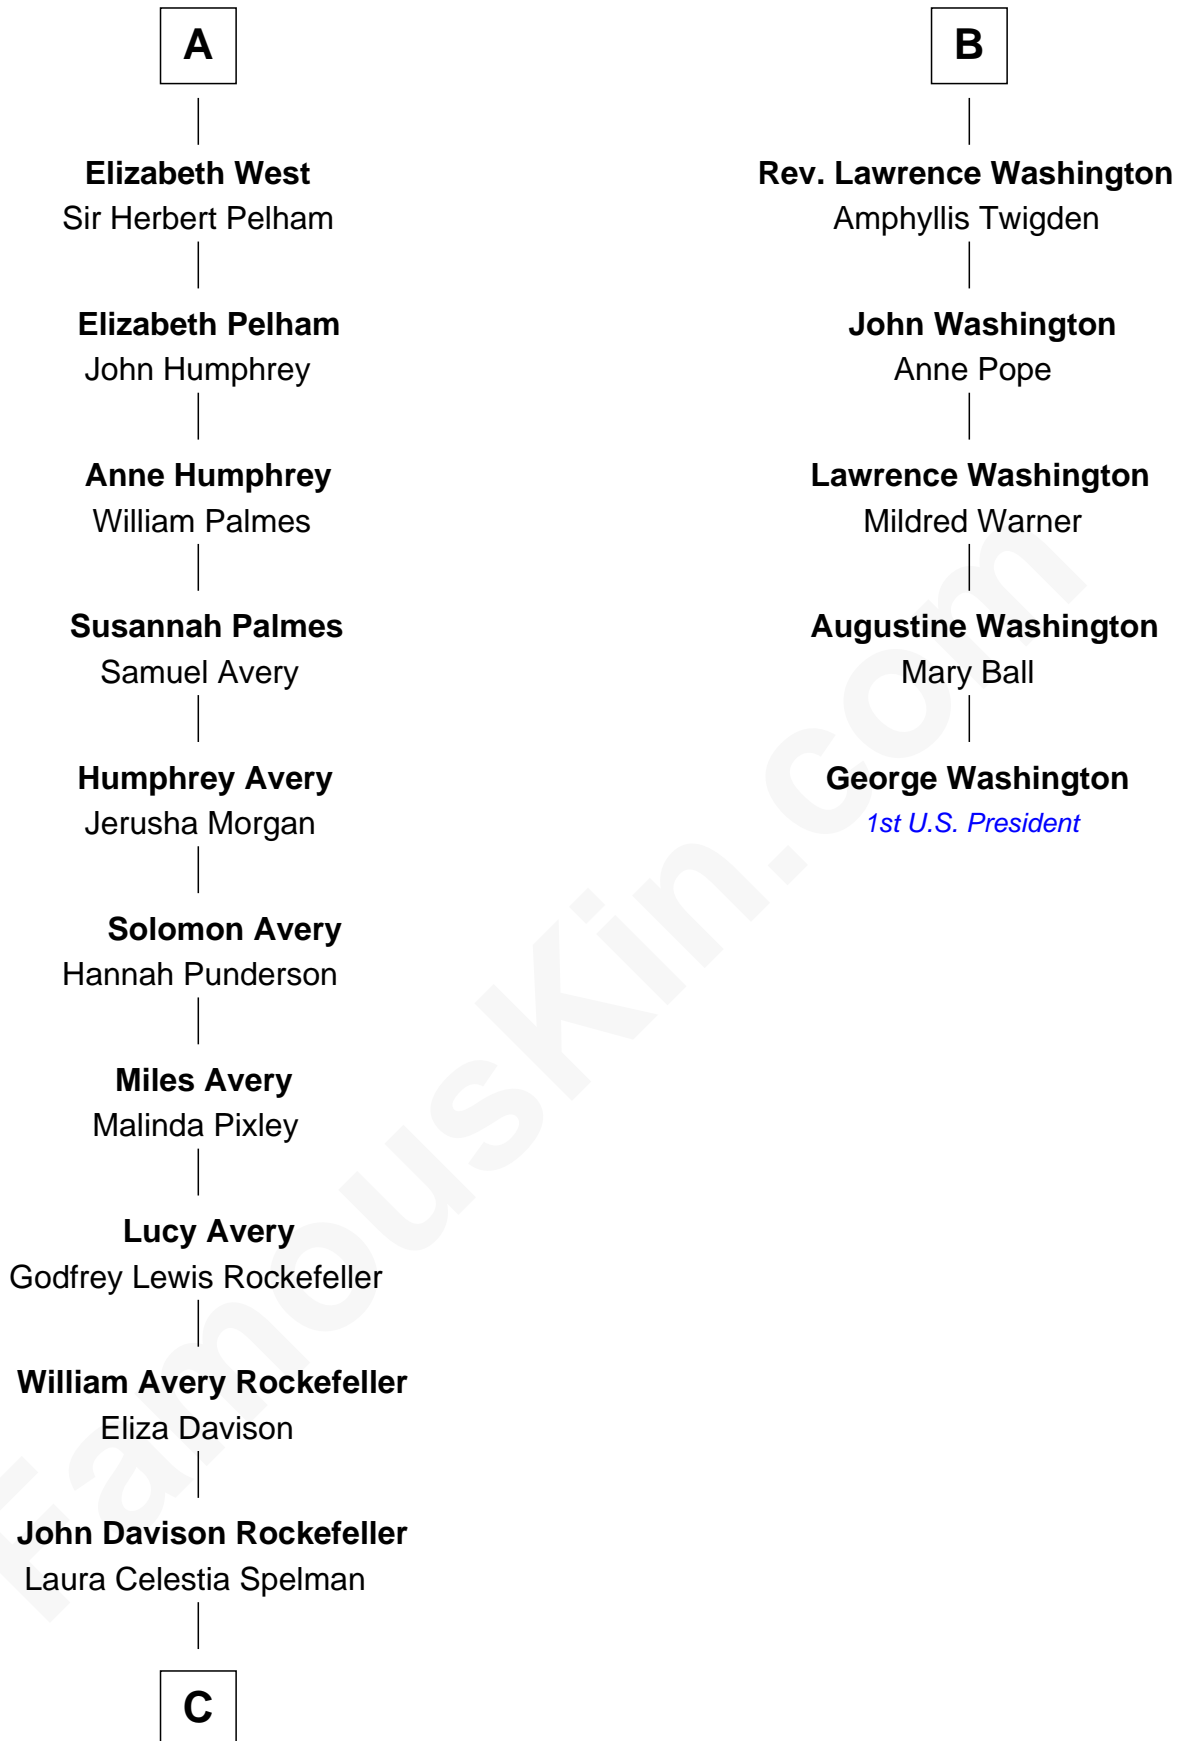 A
Elizabeth West
Sir Herbert Pelham
Elizabeth Pelham
John Humphrey
Anne Humphrey
William Palmes
Susannah Palmes
Samuel Avery
Humphrey Avery
Jerusha Morgan
Solomon Avery
Hannah Punderson
Miles Avery
Malinda Pixley
Lucy Avery
Godfrey Lewis Rockefeller
William Avery Rockefeller
Eliza Davison
John Davison Rockefeller
Laura Celestia Spelman
C
B
Rev. Lawrence Washington
Amphyllis Twigden
John Washington
Anne Pope
Lawrence Washington
Mildred Warner
Augustine Washington
Mary Ball
George Washington
1st U.S. President
FamousKin.com